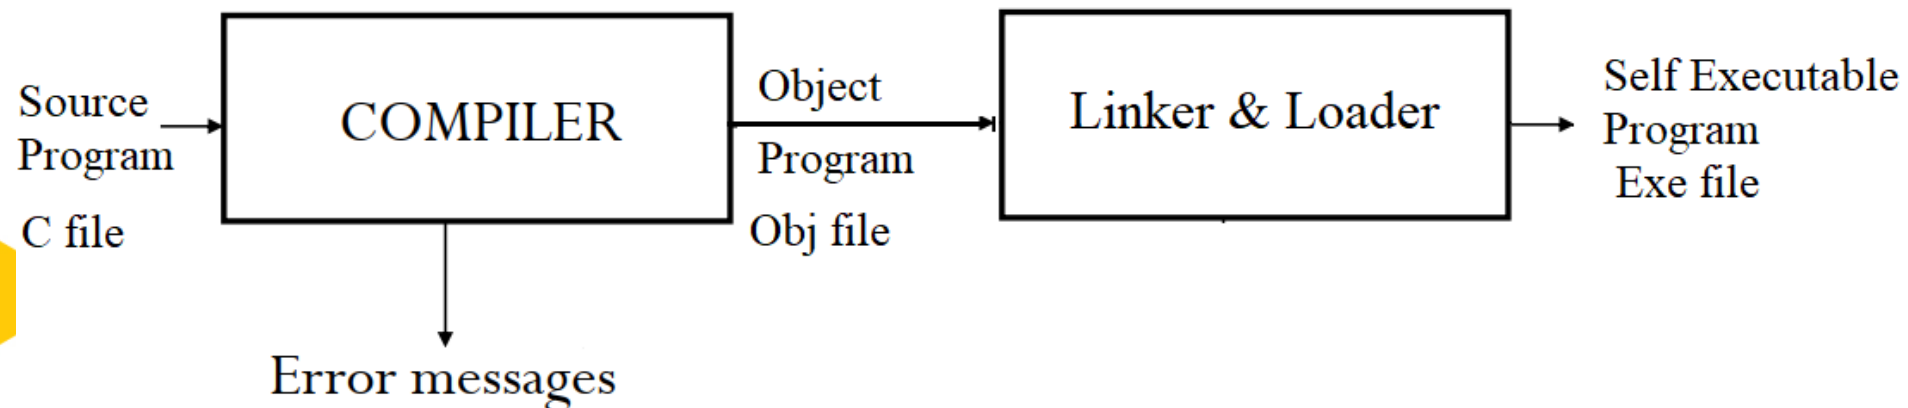 Source
Program
C file
COMPILER
Error messages
Object
Program
Obj file
Linker & Loader
Self Executable
Program
Exe file